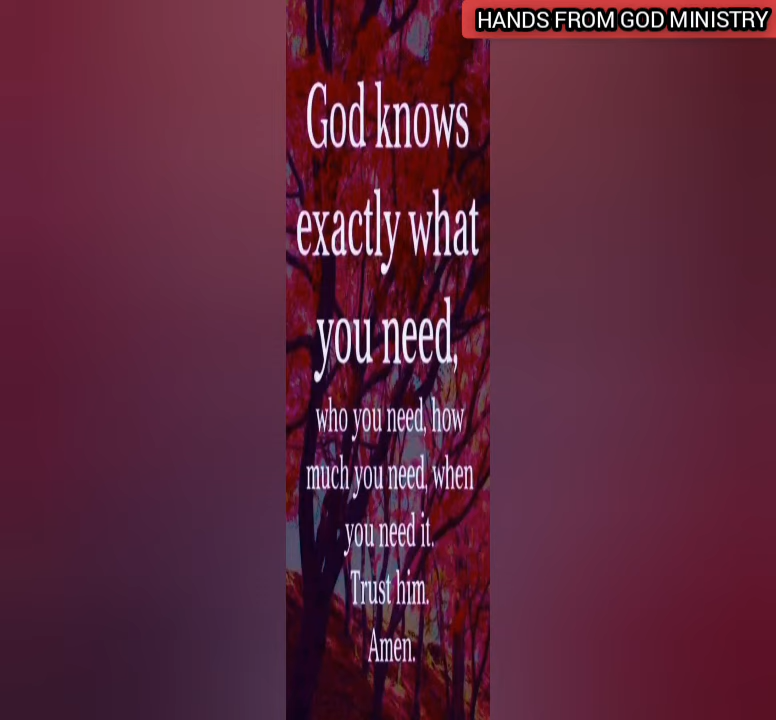 HANDS FROM GOD MINISTRY
God knows
exactly what
you need,
who you need, how
much you need, when
you need it.
Trust him.
Amen.